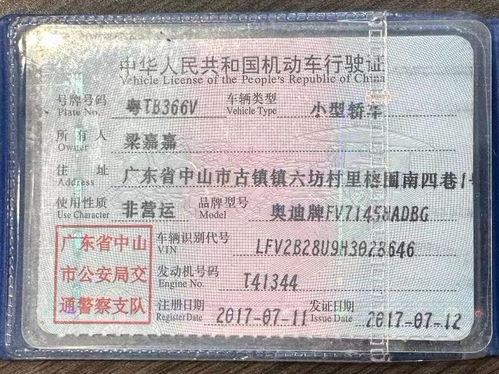 中华人民共和国机动车行驶证
Vehicle License of the People's Republic of China
号牌号码 粤TB366V 车辆类型 小型轿车
Plate No. Vehicle Type
所有人 梁嘉嘉
Owner
住址 广东省中山市古镇镇六坊村里
Address
南四巷1
使用性质 非营运 品牌型号 奥迪牌FV7145HADBG
Use Character Model
广东省中山 车辆识别代号 LFV2B28U9H3028646
VIN
市公安局交 发动机号码 T41344
Engine No.
通警察支队 注册日期 2017-07-11 发证日期 2017-07-12
Register Date Issue Date